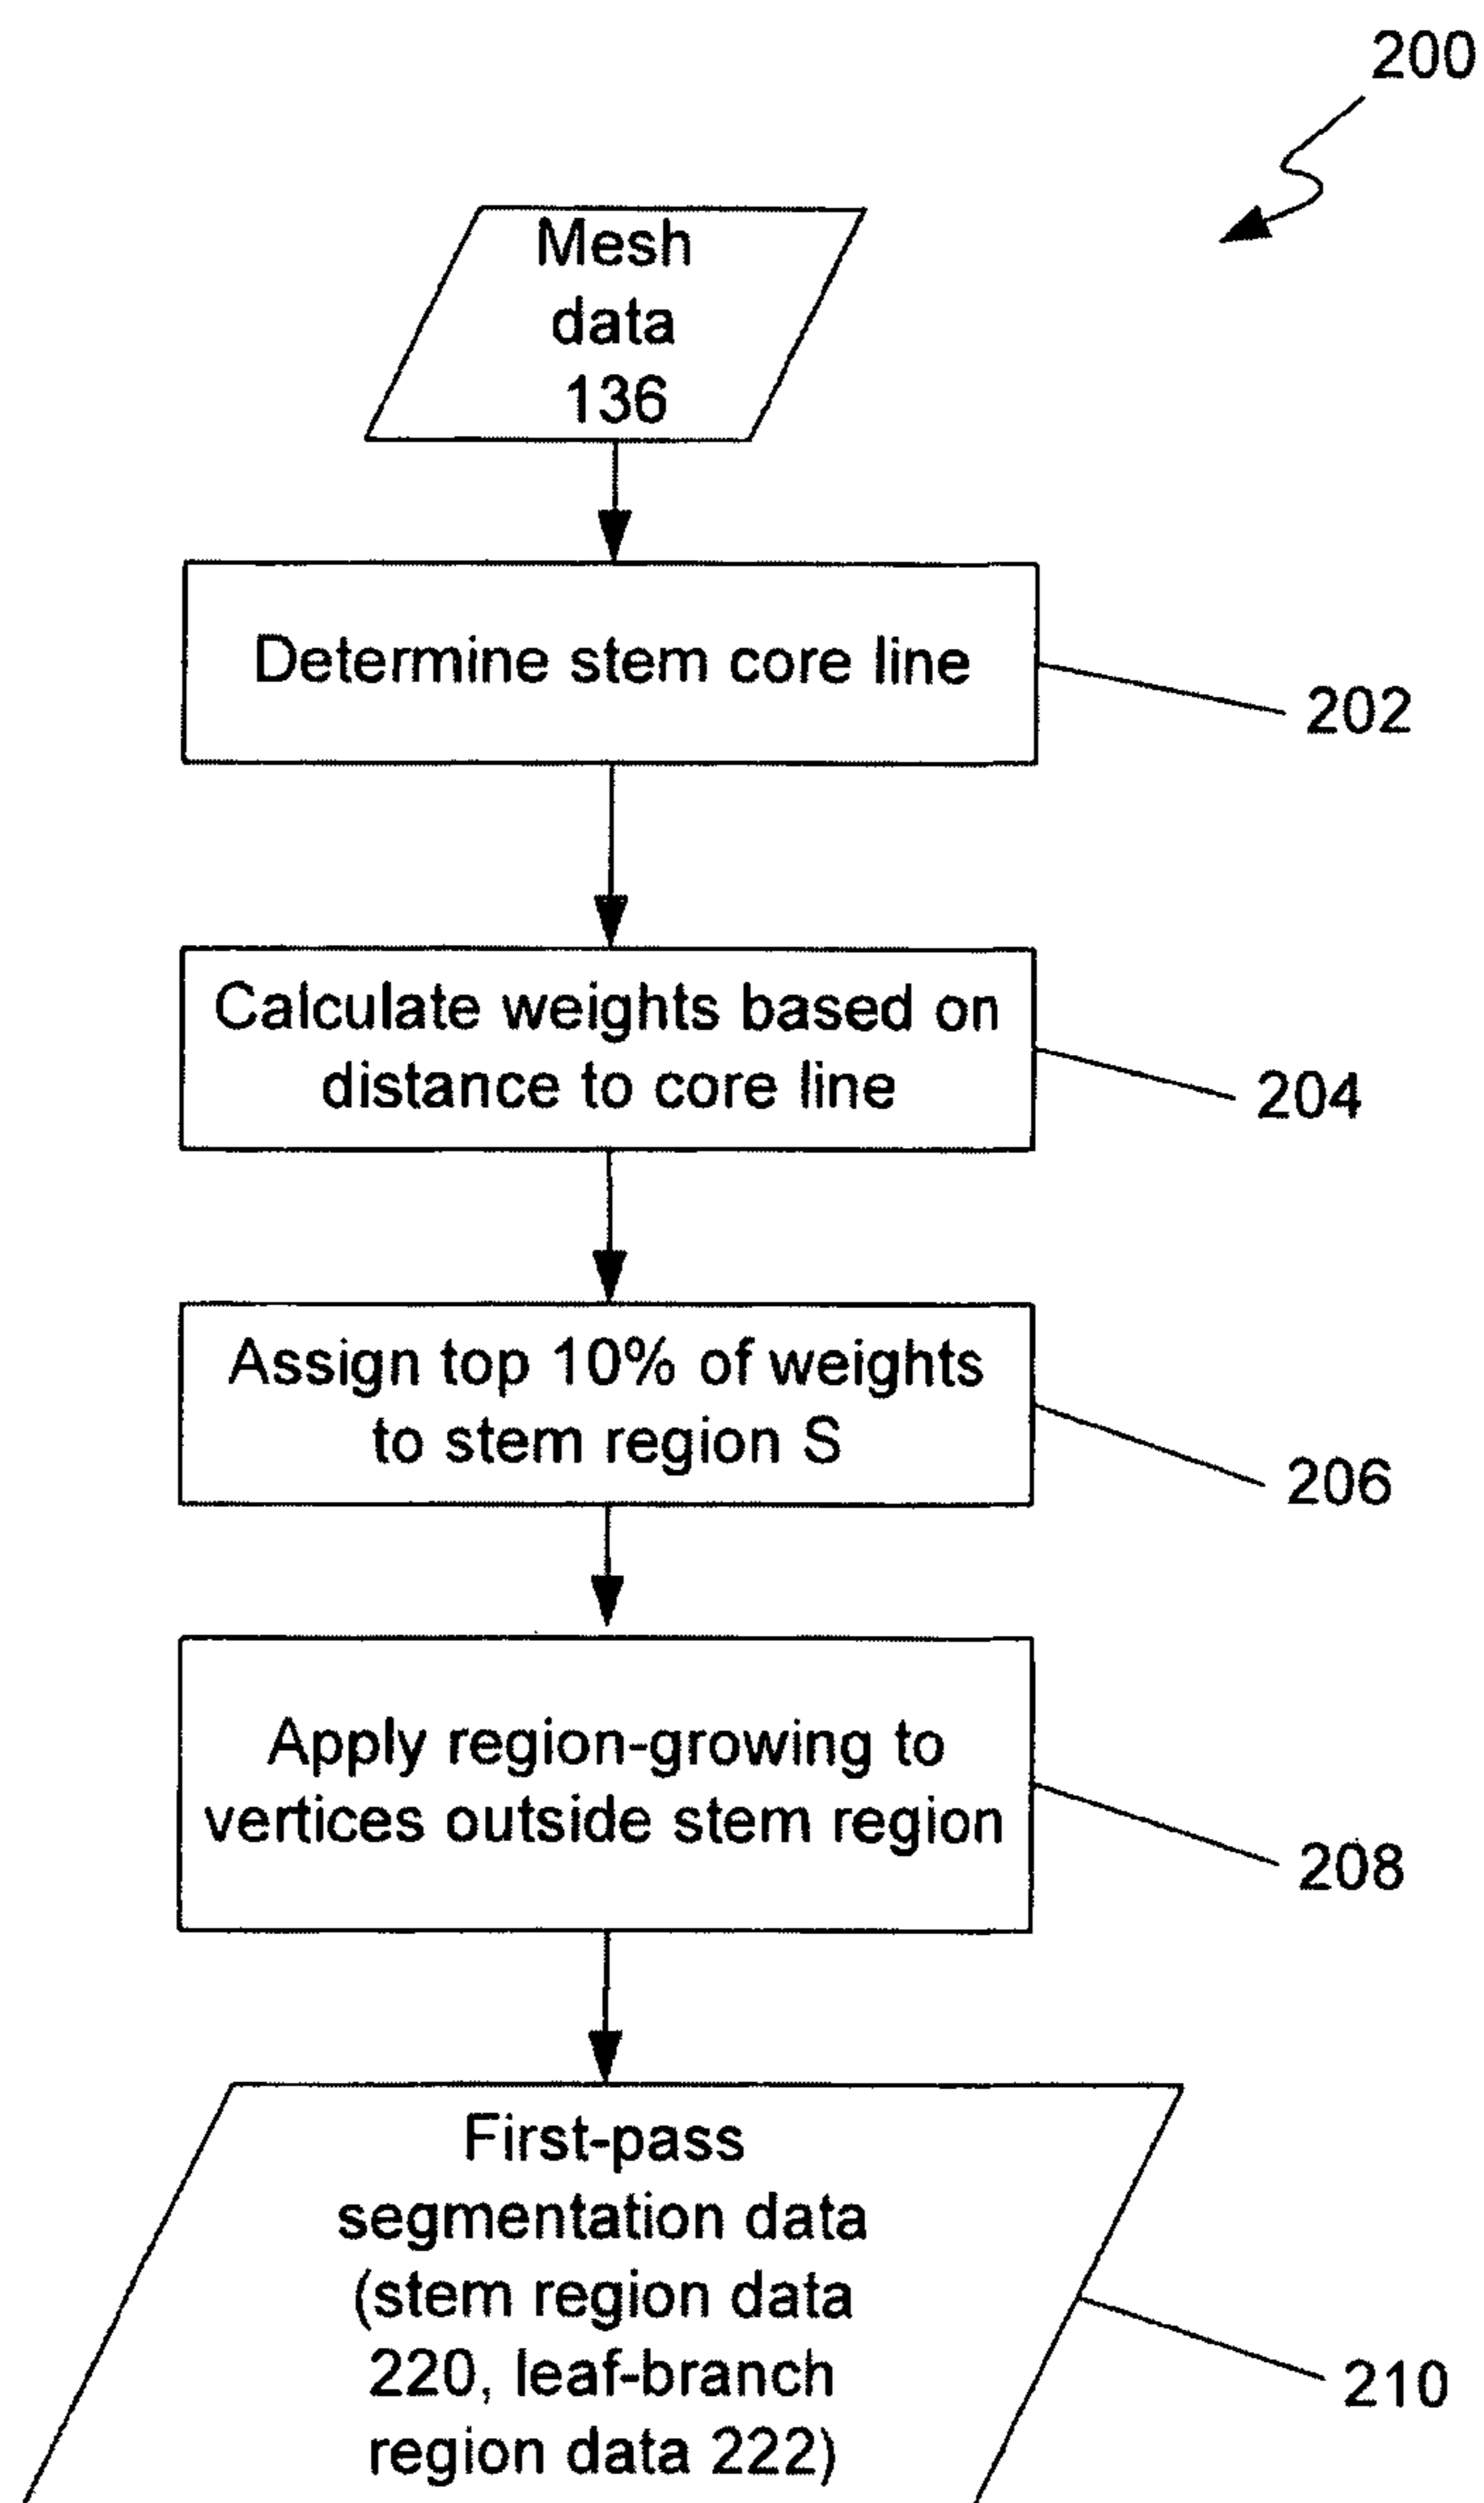 200
Mesh
data
136
Determine stem core line
202
Calculate weights based on
distance to core line
204
Assign top 10% of weights
to stem region S
206
Apply region-growing to
vertices outside stem region
208
First-pass
segmentation data
(stem region data
220, leaf-branch
region data 222)
210